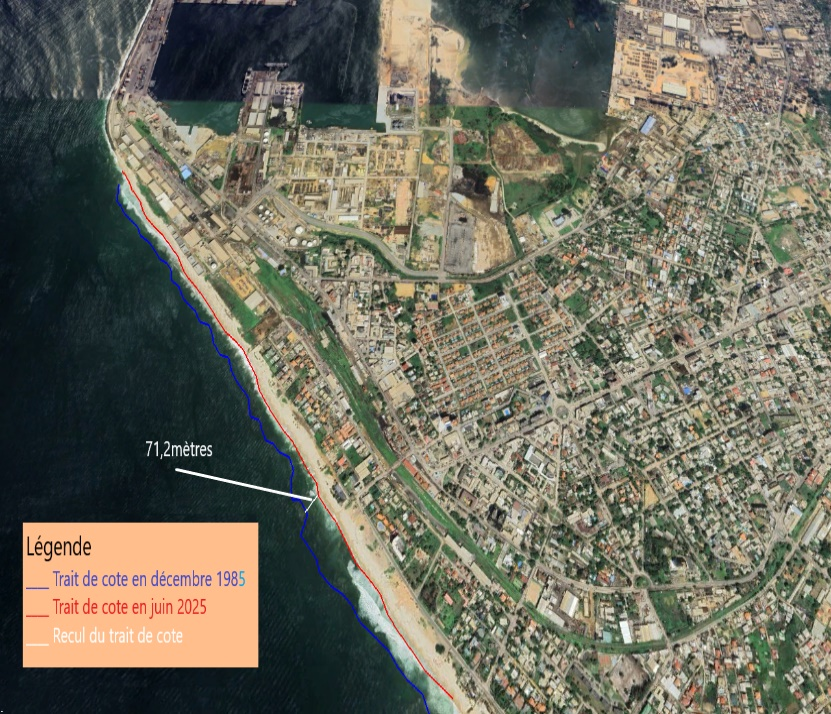 71,2mètres
Légende
Trait de cote en décembre 1985
Trait de cote en juin 2025
Recul du trait de cote